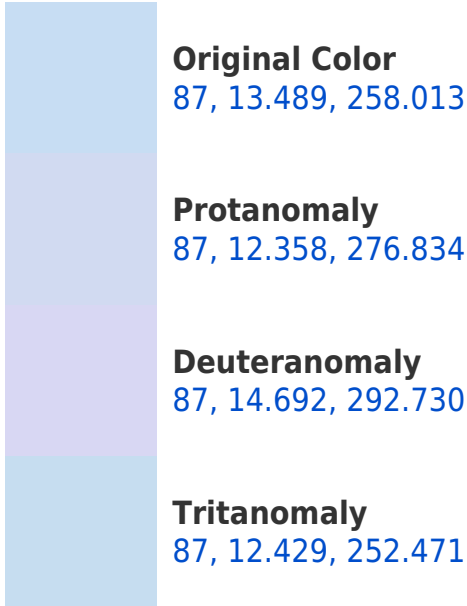 Original Color
87, 13.489, 258.013
Protanomaly
87, 12.358, 276.834
Deuteranomaly
87, 14.692, 292.730
Tritanomaly
87, 12.429, 252.471